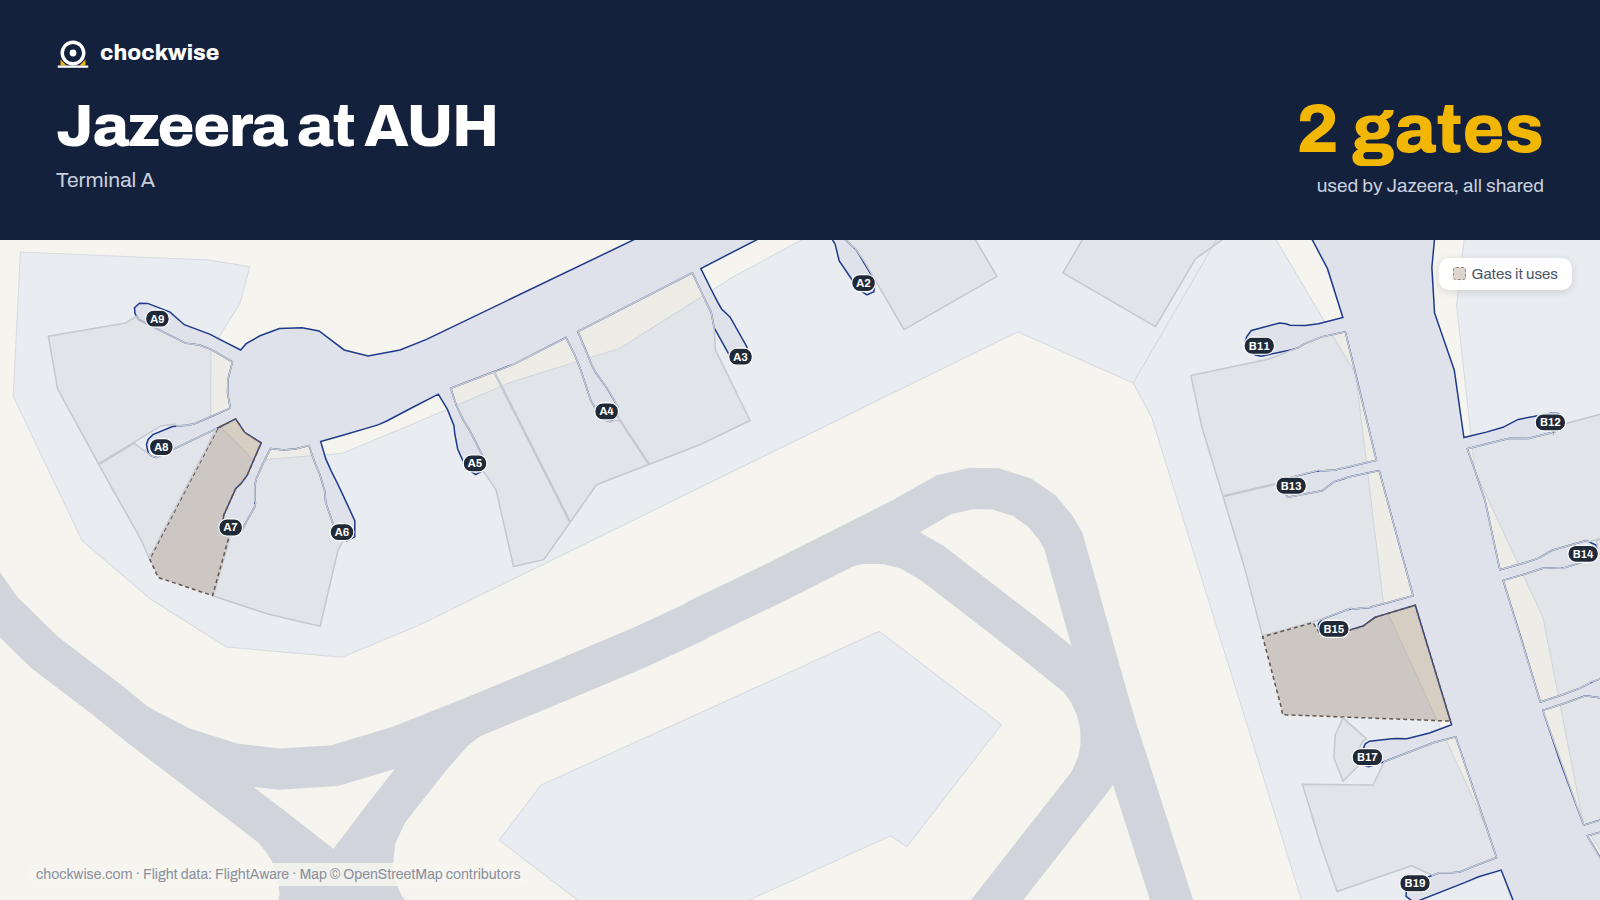 chockwise
Jazeera at AUH
Terminal A
2 gates
used by Jazeera, all shared
Gates it uses
A2
A9
A3
B11
A4
B12
A8
A5
B13
A7
A6
B14
B15
B17
B19
chockwise.com · Flight data: FlightAware · Map © OpenStreetMap contributors